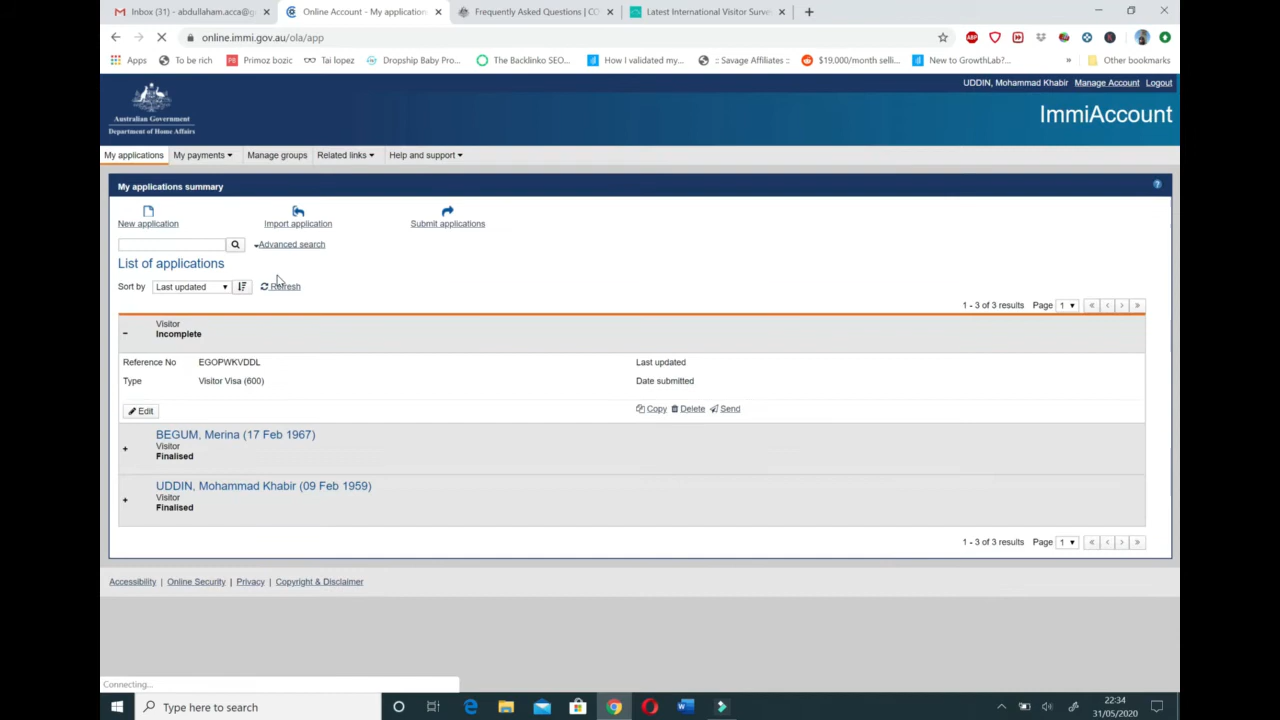 Inbox (31) - abdullaham.acca@g
Online Account - My application
Frequently Asked Questions | CO
Latest International Visitor Surve
online.immi.gov.au/ola/app
Apps
To be rich
Primoz bozic
Tai lopez
Dropship Baby Pro...
The Backlinko SEO...
How I validated my...
:: Savage Affiliates ::
$19,000/month selli...
New to GrowthLab?...
Other bookmarks
UDDIN, Mohammad Khabir Manage Account Logout
Australian Government
Department of Home Affairs
ImmiAccount
My applications My payments Manage groups Related links Help and support
My applications summary
New application Import application Submit applications
Advanced search
List of applications
Sort by Last updated Refresh
1 - 3 of 3 results Page 1
Visitor
Incomplete
Reference No EGOPWKVDDL Last updated
Type Visitor Visa (600) Date submitted
Edit Copy Delete Send
BEGUM, Merina (17 Feb 1967)
Visitor
Finalised
UDDIN, Mohammad Khabir (09 Feb 1959)
Visitor
Finalised
1 - 3 of 3 results Page 1
Accessibility | Online Security | Privacy | Copyright & Disclaimer
Connecting...
Type here to search
22:34
31/05/2020